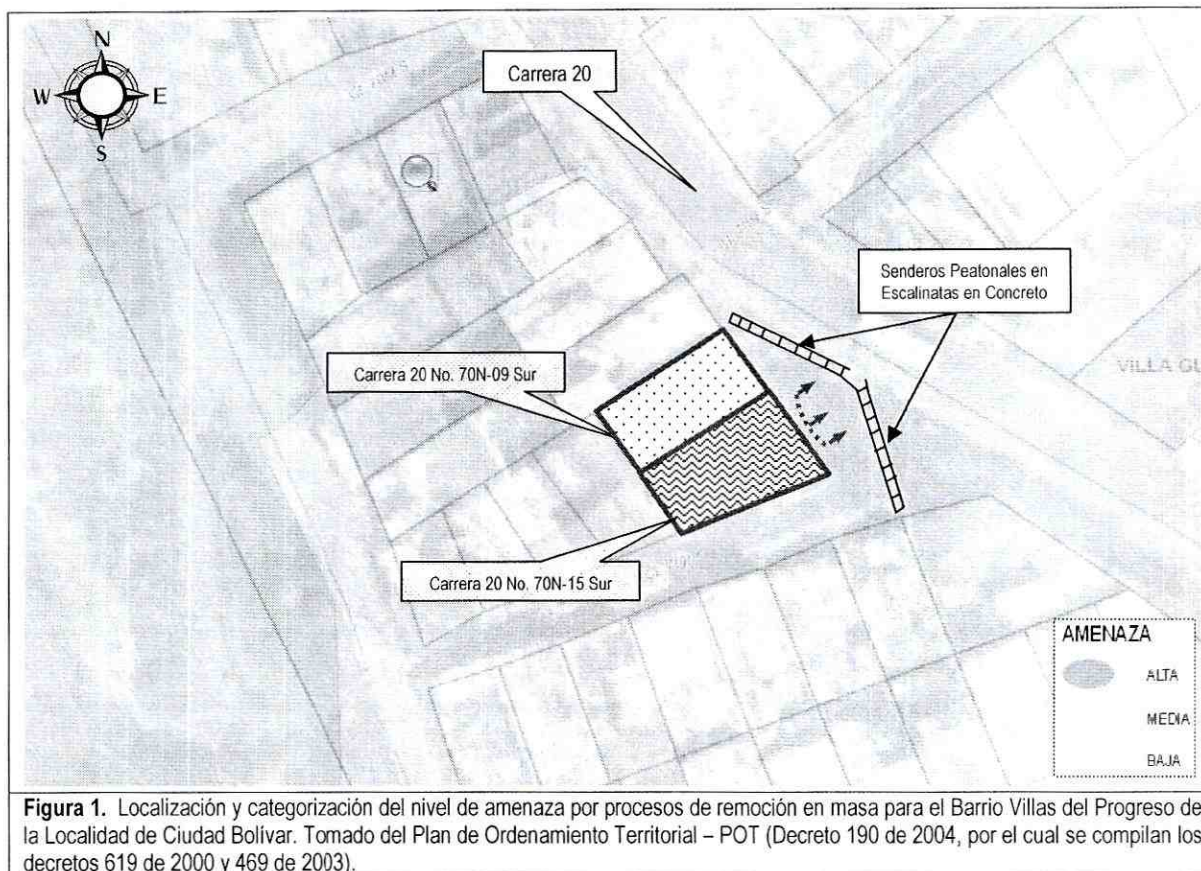 N
W E
S
Carrera 20
Senderos Peatonales en
Escalinatas en Concreto
VILLA GL
Carrera 20 No. 70N-09 Sur
Carrera 20 No. 70N-15 Sur
AMENAZA
ALTA
MEDIA
BAJA
Figura 1. Localización y categorización del nivel de amenaza por procesos de remoción en masa para el Barrio Villas del Progreso de
la Localidad de Ciudad Bolívar. Tomado del Plan de Ordenamiento Territorial – POT (Decreto 190 de 2004, por el cual se compilan los
decretos 619 de 2000 y 469 de 2003).